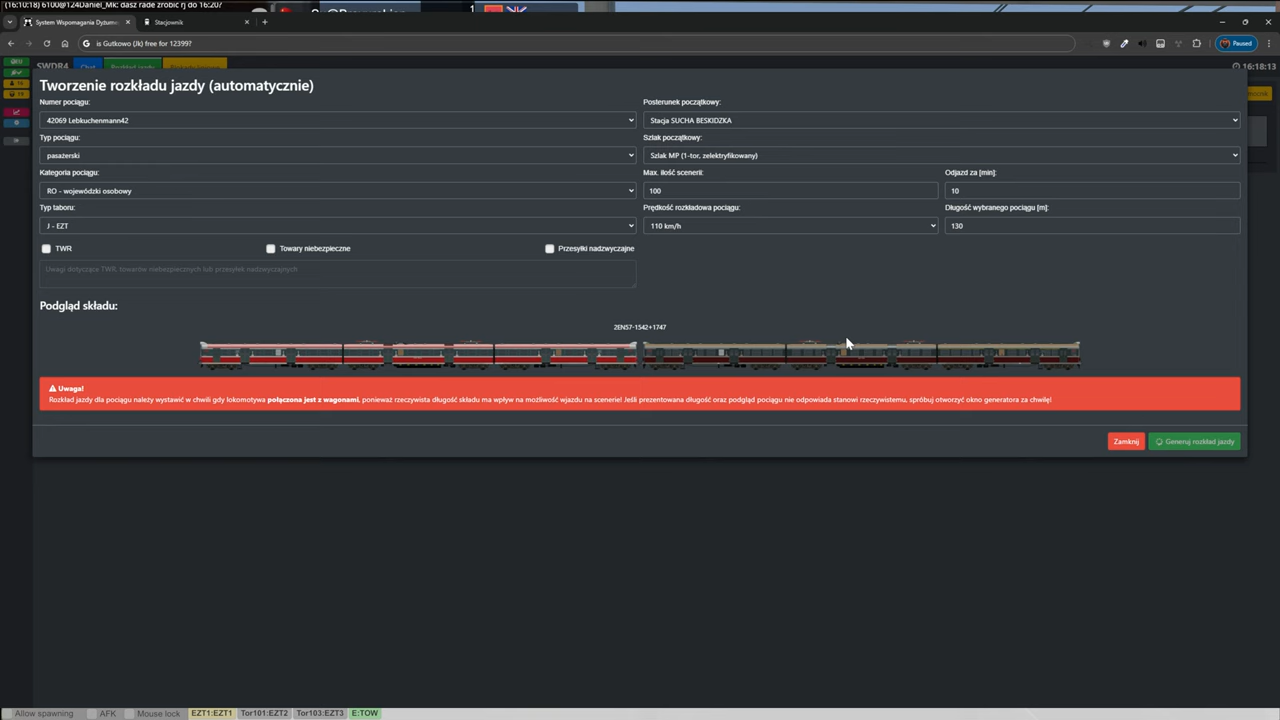 (16:10:18) 6100@124Daniel_Mk: dasz rade zrobic rj do 16:20?
System Wspomagania Dyżurne
Stacjownik
is Gutkowo (Jk) free for 12399?
Paused
SWDR4
16:18:13
Tworzenie rozkładu jazdy (automatycznie)
Numer pociągu:
Posterunek początkowy:
42069 Lebkuchenmann42
Stacja SUCHA BESKIDZKA
Typ pociągu:
Szlak początkowy:
pasażerski
Szlak MP (1-tor, zelektryfikowany)
Kategoria pociągu:
Max. ilość scenerii:
Odjazd za [min]:
RO - wojewódzki osobowy
100
10
Typ taboru:
Prędkość rozkładowa pociągu:
Długość wybranego pociągu [m]:
J - EZT
110 km/h
130
TWR
Towary niebezpieczne
Przesyłki nadzwyczajne
Uwagi dotyczące TWR, towarów niebezpiecznych lub przesyłek nadzwyczajnych
Podgląd składu:
2EN57-1542+1747
Uwaga!
Rozkład jazdy dla pociągu należy wystawić w chwili gdy lokomotywa połączona jest z wagonami, ponieważ rzeczywista długość składu ma wpływ na możliwość wjazdu na scenerie! Jeśli prezentowana długość oraz podgląd pociągu nie odpowiada stanowi rzeczywistemu, spróbuj otworzyć okno generatora za chwilę!
Zamknij
Generuj rozkład jazdy
Allow spawning
AFK
Mouse lock
EZT1:EZT1
Tor101:EZT2
Tor103:EZT3
E:TOW